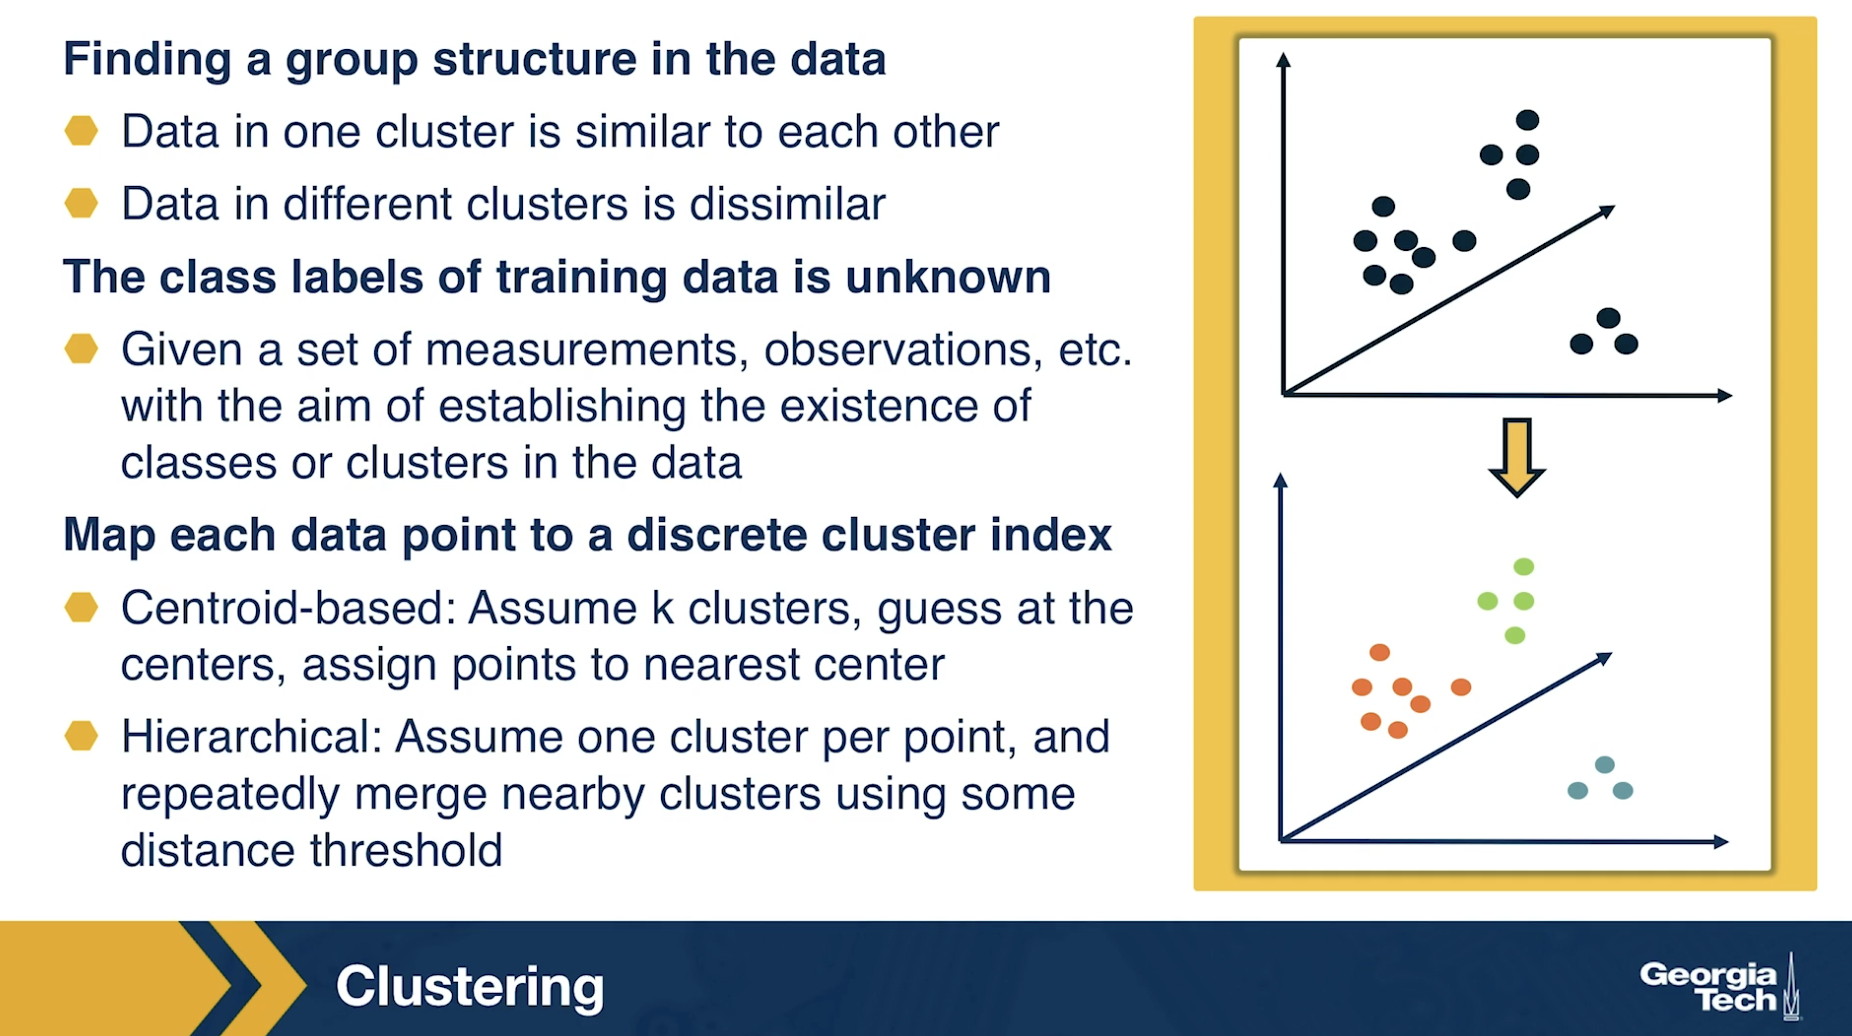 Finding a group structure in the data
Data in one cluster is similar to each other
Data in different clusters is dissimilar
The class labels of training data is unknown
Given a set of measurements, observations, etc.
with the aim of establishing the existence of
classes or clusters in the data
Map each data point to a discrete cluster index
Centroid-based: Assume k clusters, guess at the
centers, assign points to nearest center
Hierarchical: Assume one cluster per point, and
repeatedly merge nearby clusters using some
distance threshold
Clustering
Georgia
Tech